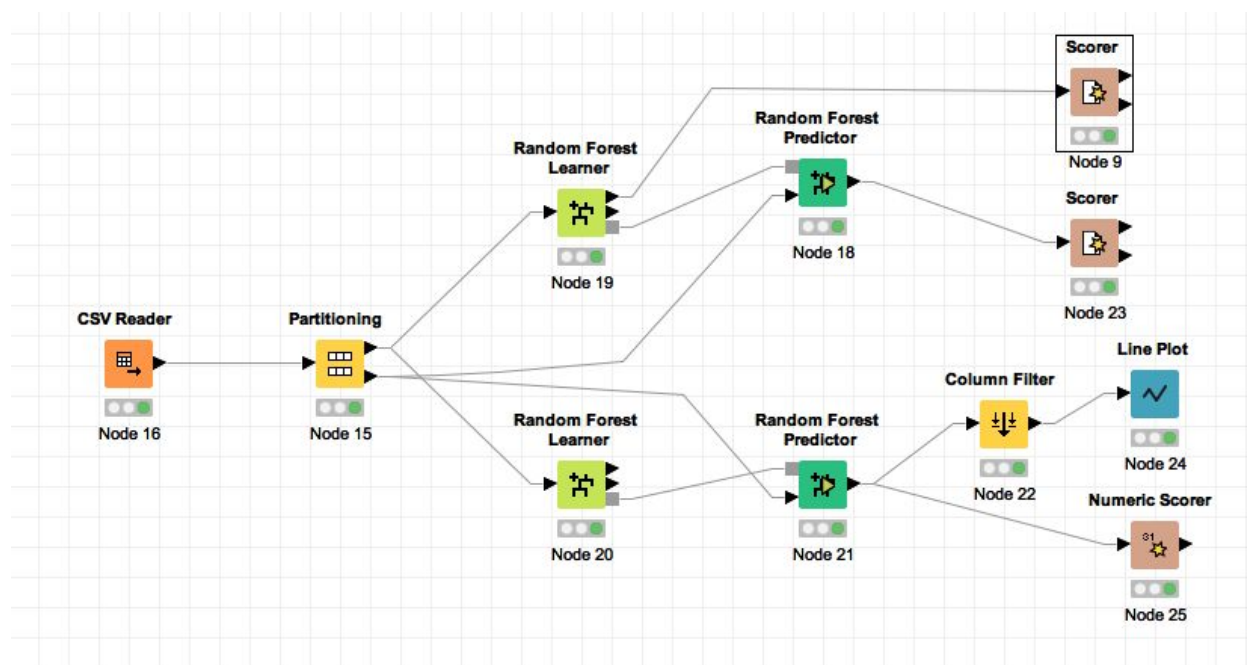 Scorer
Node 9
Random Forest
Predictor
Node 18
Random Forest
Learner
Node 19
Scorer
Node 23
CSV Reader
Node 16
Partitioning
Node 15
Line Plot
Node 24
Column Filter
Node 22
Random Forest
Learner
Node 20
Random Forest
Predictor
Node 21
Numeric Scorer
31
Node 25